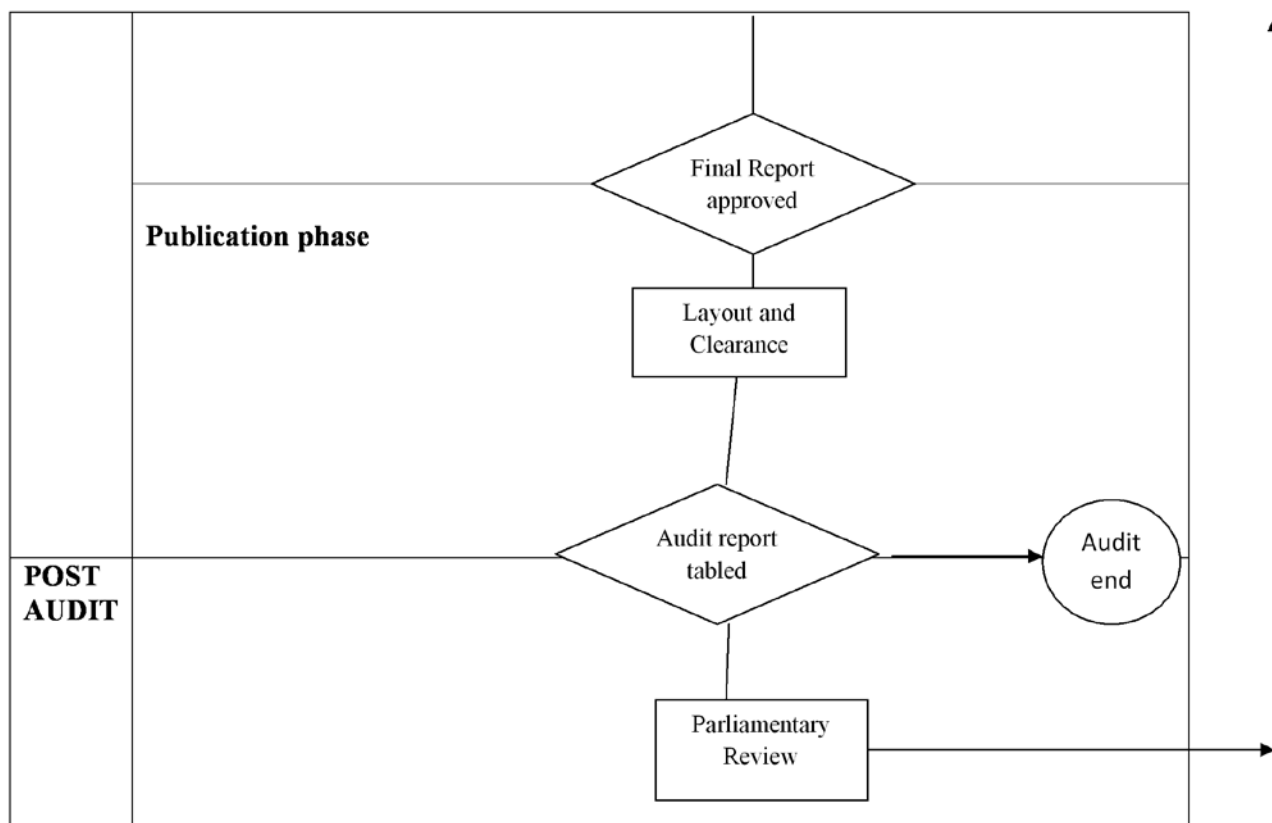 Final Report
approved
Publication phase
Layout and
Clearance
Audit report
tabled
Audit
end
POST
AUDIT
Parliamentary
Review